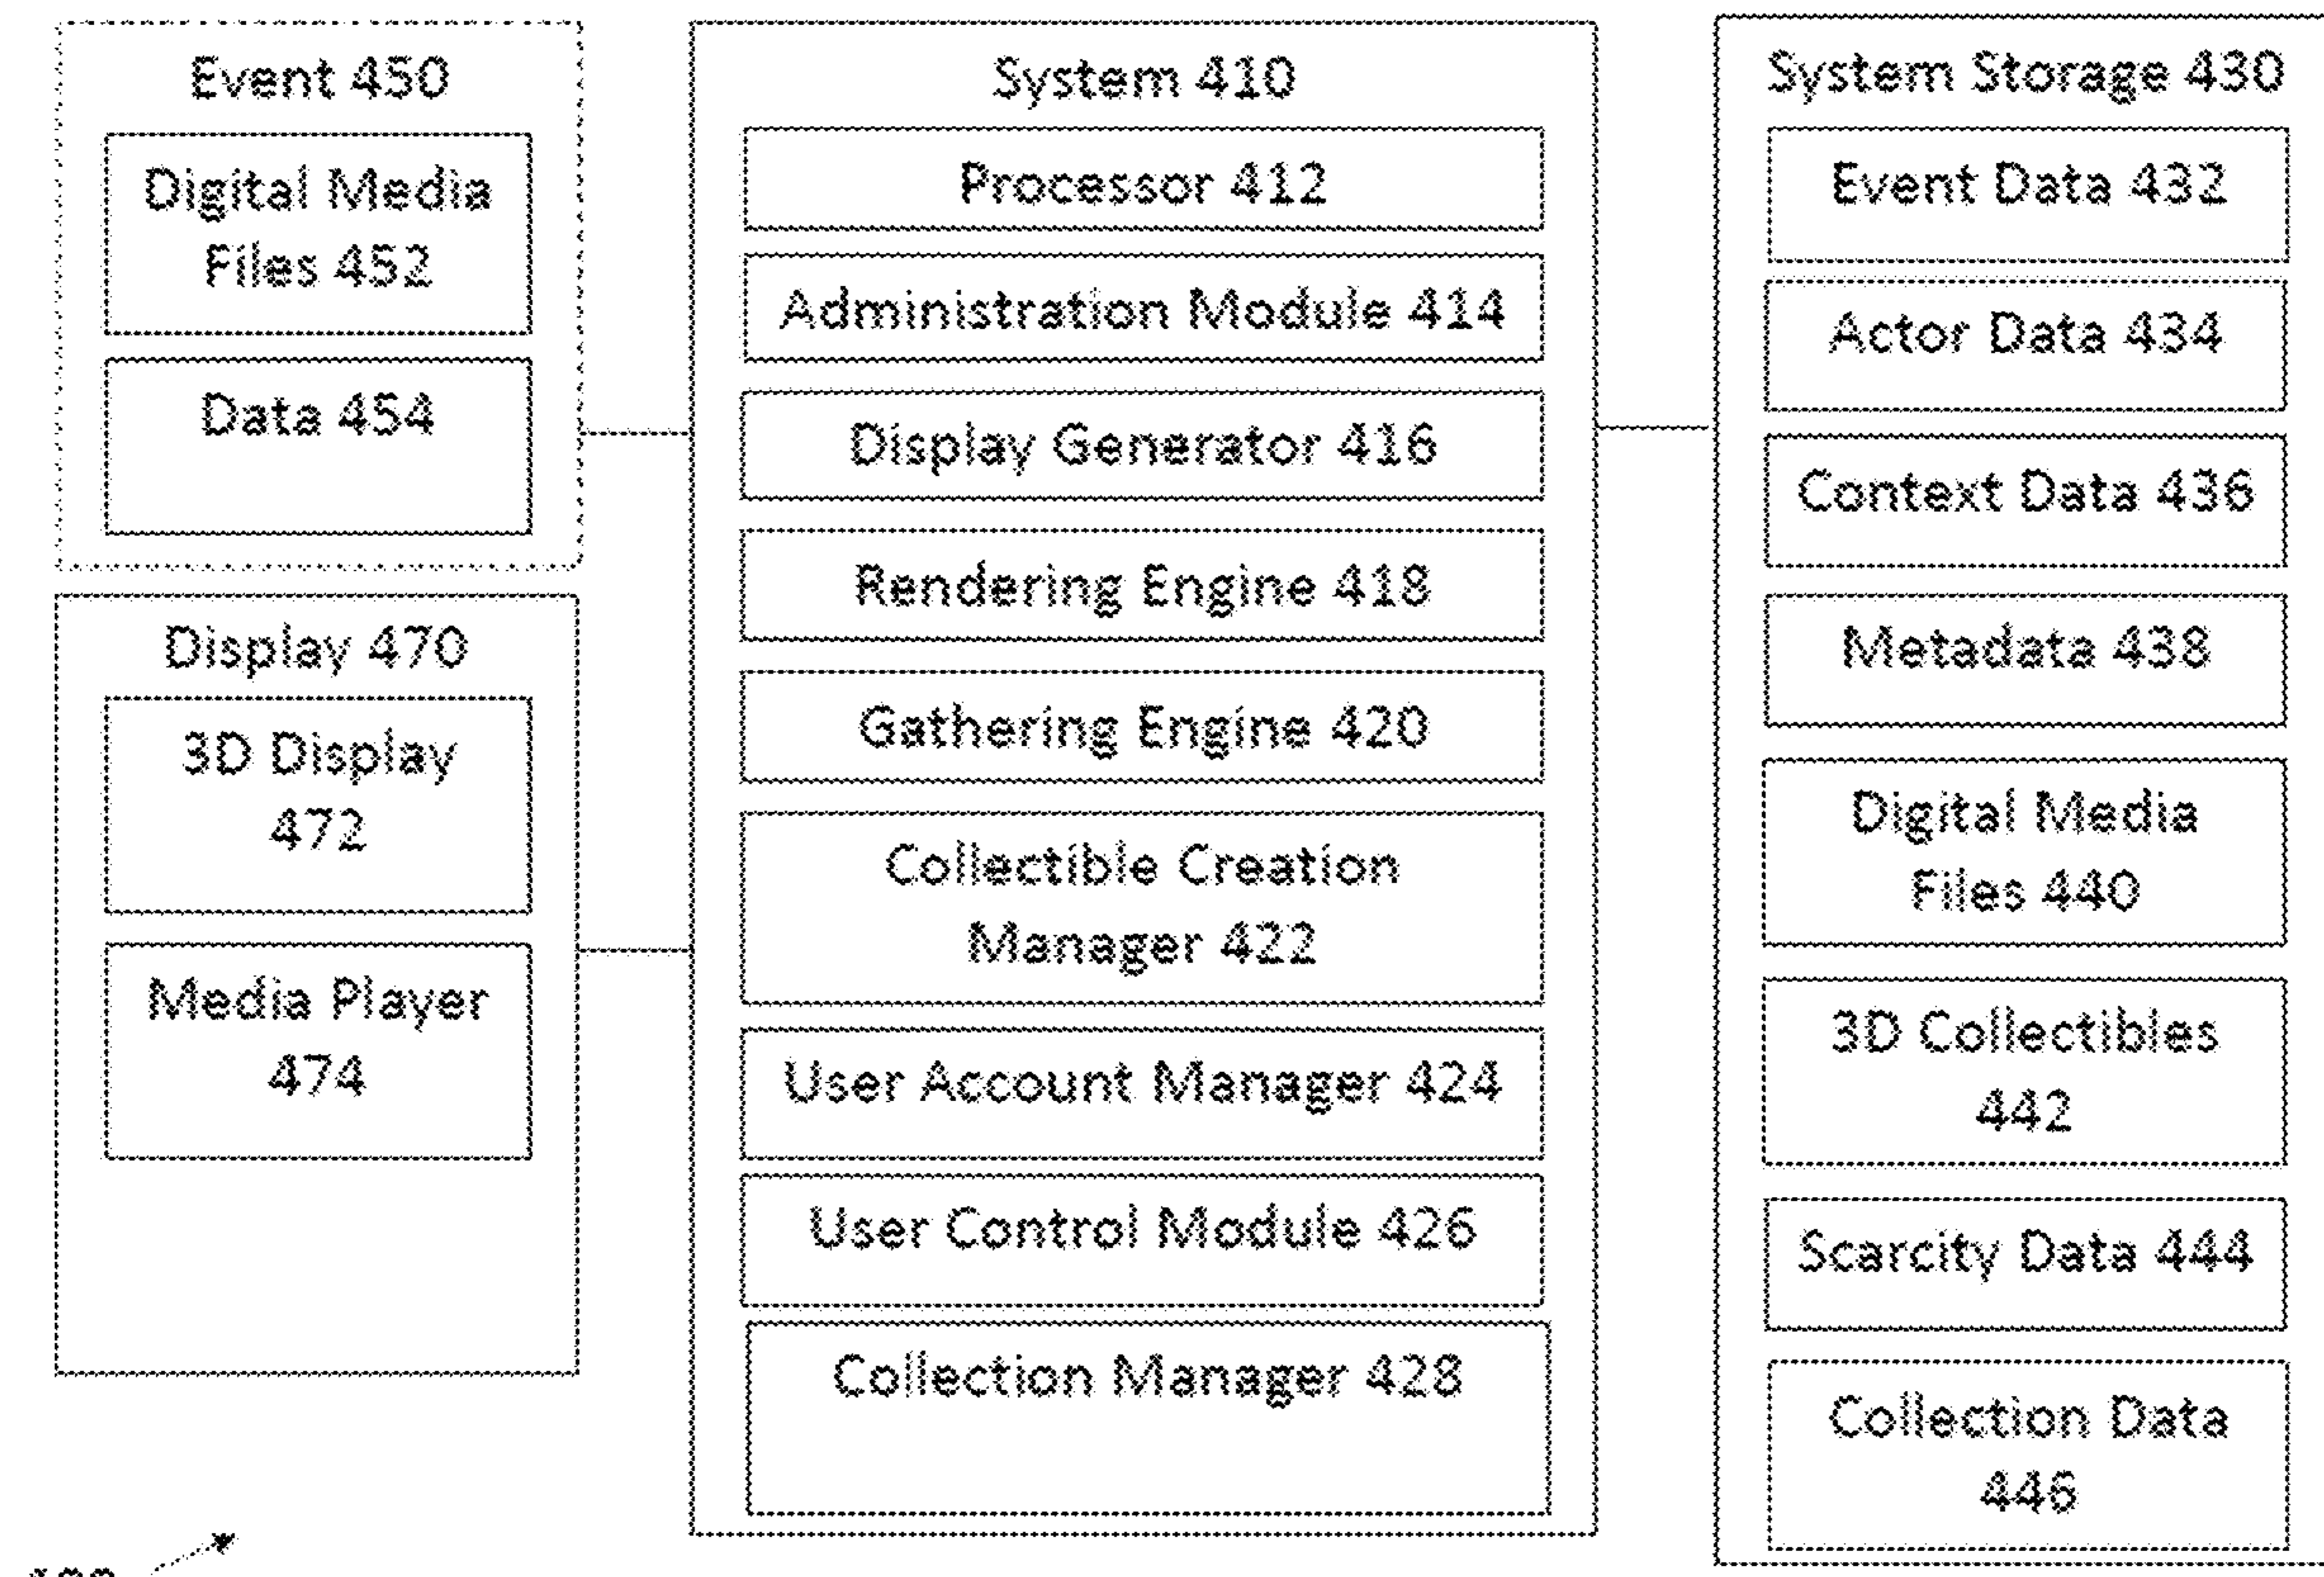 Event 450
Digital Media
Files 452
Data 454
Display 470
3D Display
472
Media Player
474
System 410
Processor 412
Administration Module 414
Display Generator 416
Rendering Engine 418
Gathering Engine 420
Collectible Creation
Manager 422
User Account Manager 424
User Control Module 426
Collection Manager 428
System Storage 430
Event Data 432
Actor Data 434
Context Data 436
Metadata 438
Digital Media
Files 440
3D Collectibles
442
Scarcity Data 444
Collection Data
446